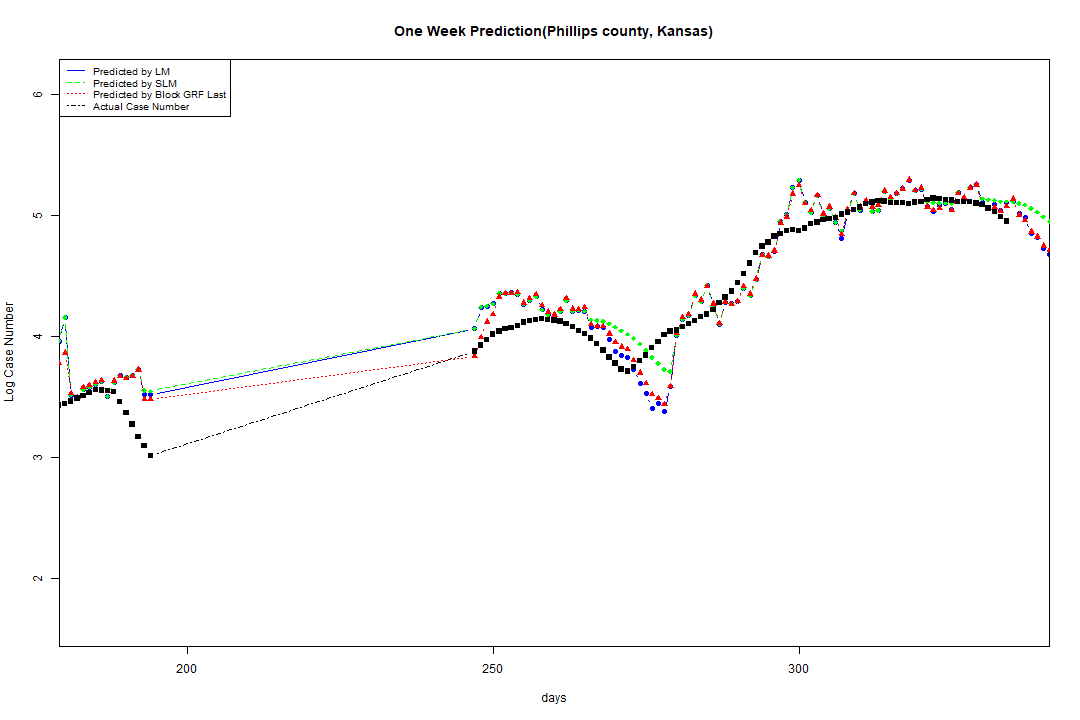 One Week Prediction(Phillips county, Kansas)
Predicted by LM
Predicted by SLM
Predicted by Block GRF Last
Actual Case Number
6
5
4
3
2
Log Case Number
200
250
300
days